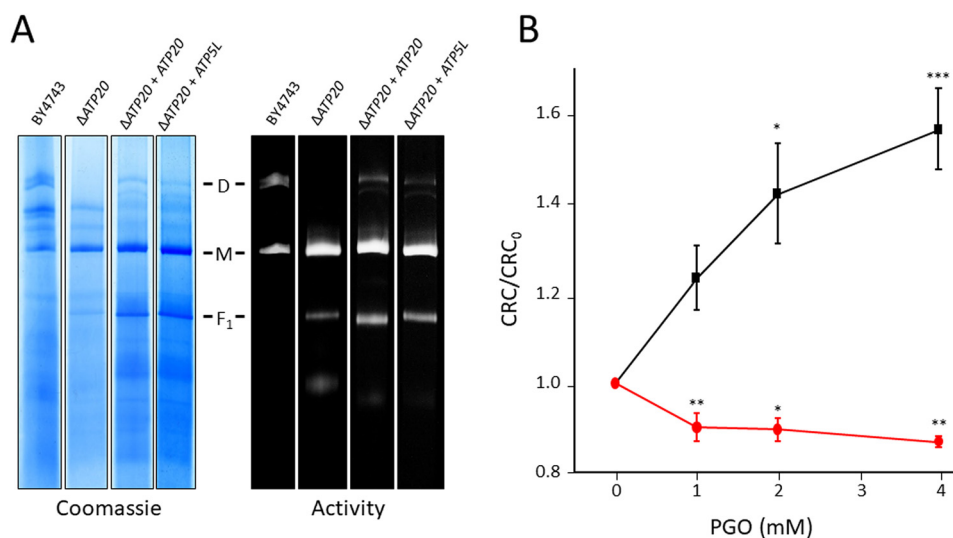 A
BY4743
ΔATP20
ΔATP20 + ATP20
ΔATP20 + ATP5L
BY4743
ΔATP20
ΔATP20 + ATP20
ΔATP20 + ATP5L
D
M
F₁
Coomassie
Activity
B
CRC/CRC₀
1.6
1.4
1.2
1.0
0.8
***
*
**
*
**
0
1
2
3
4
PGO (mM)